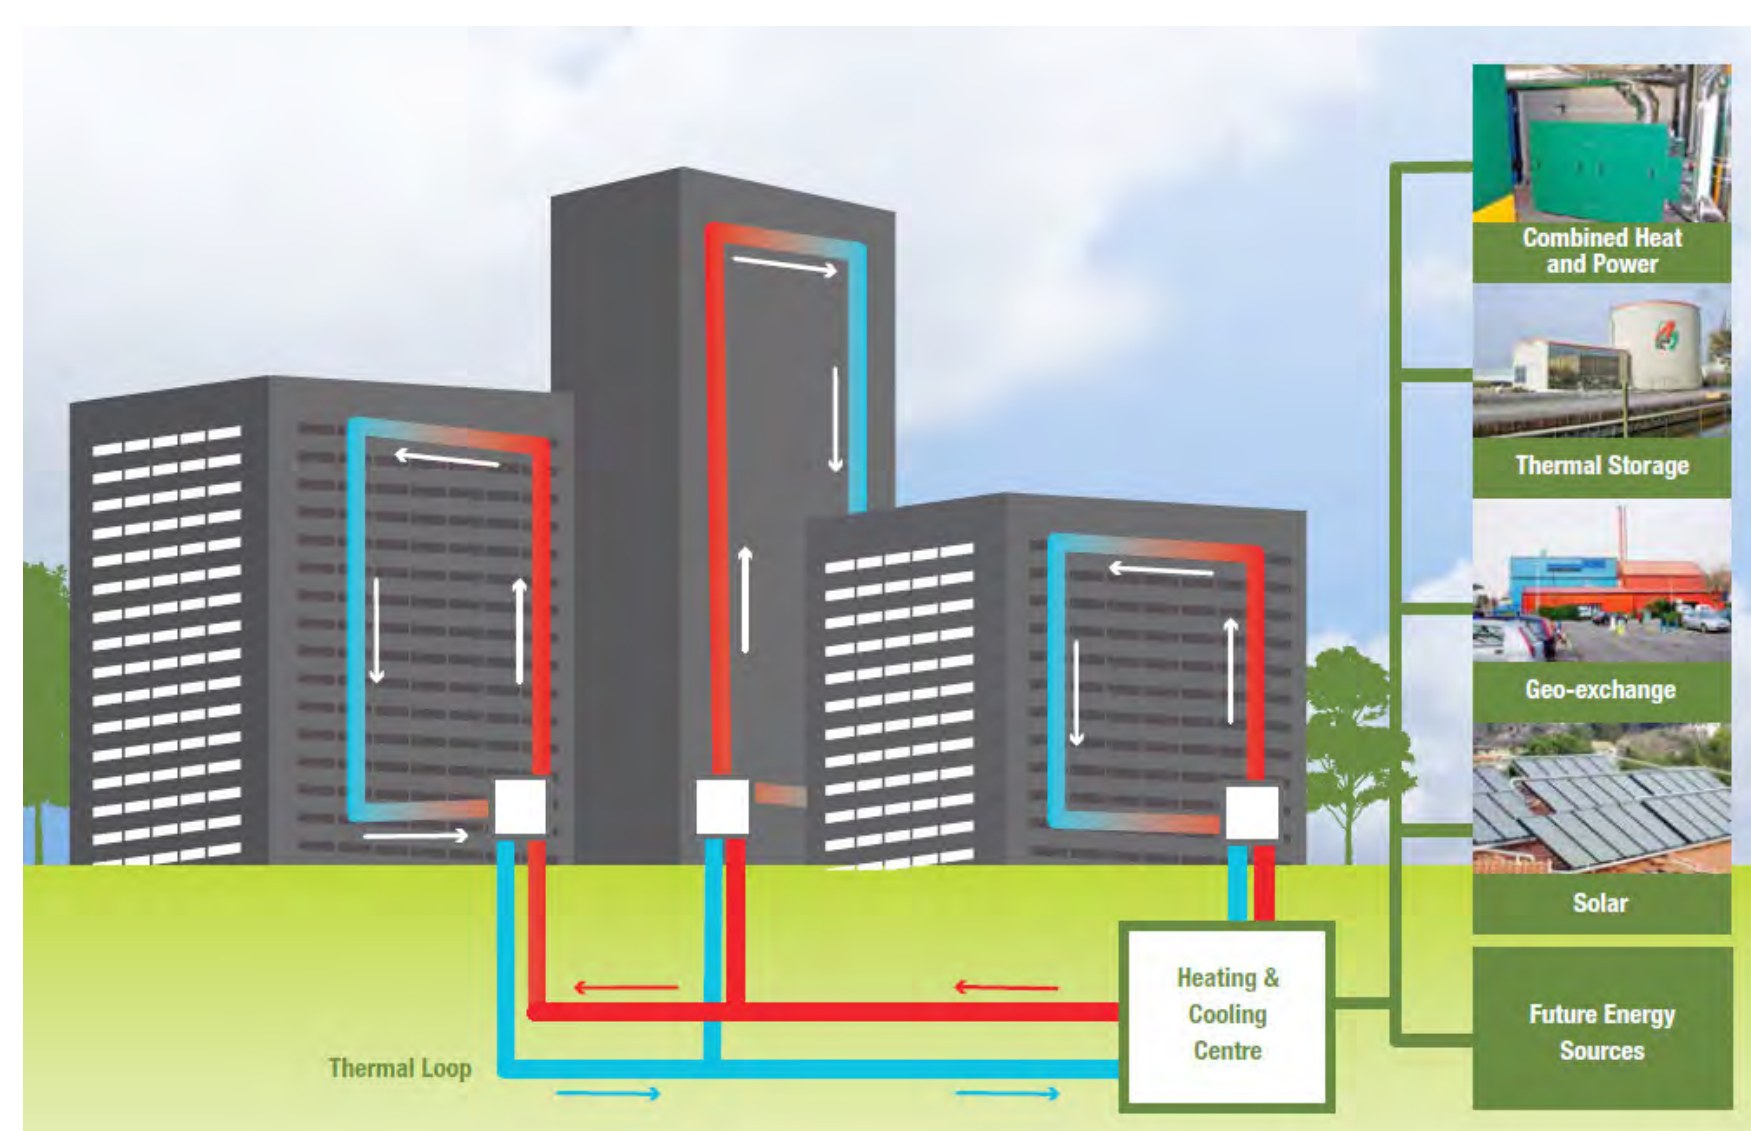 Combined Heat
and Power
Thermal Storage
Geo-exchange
Solar
Heating &
Cooling
Centre
Future Energy
Sources
Thermal Loop